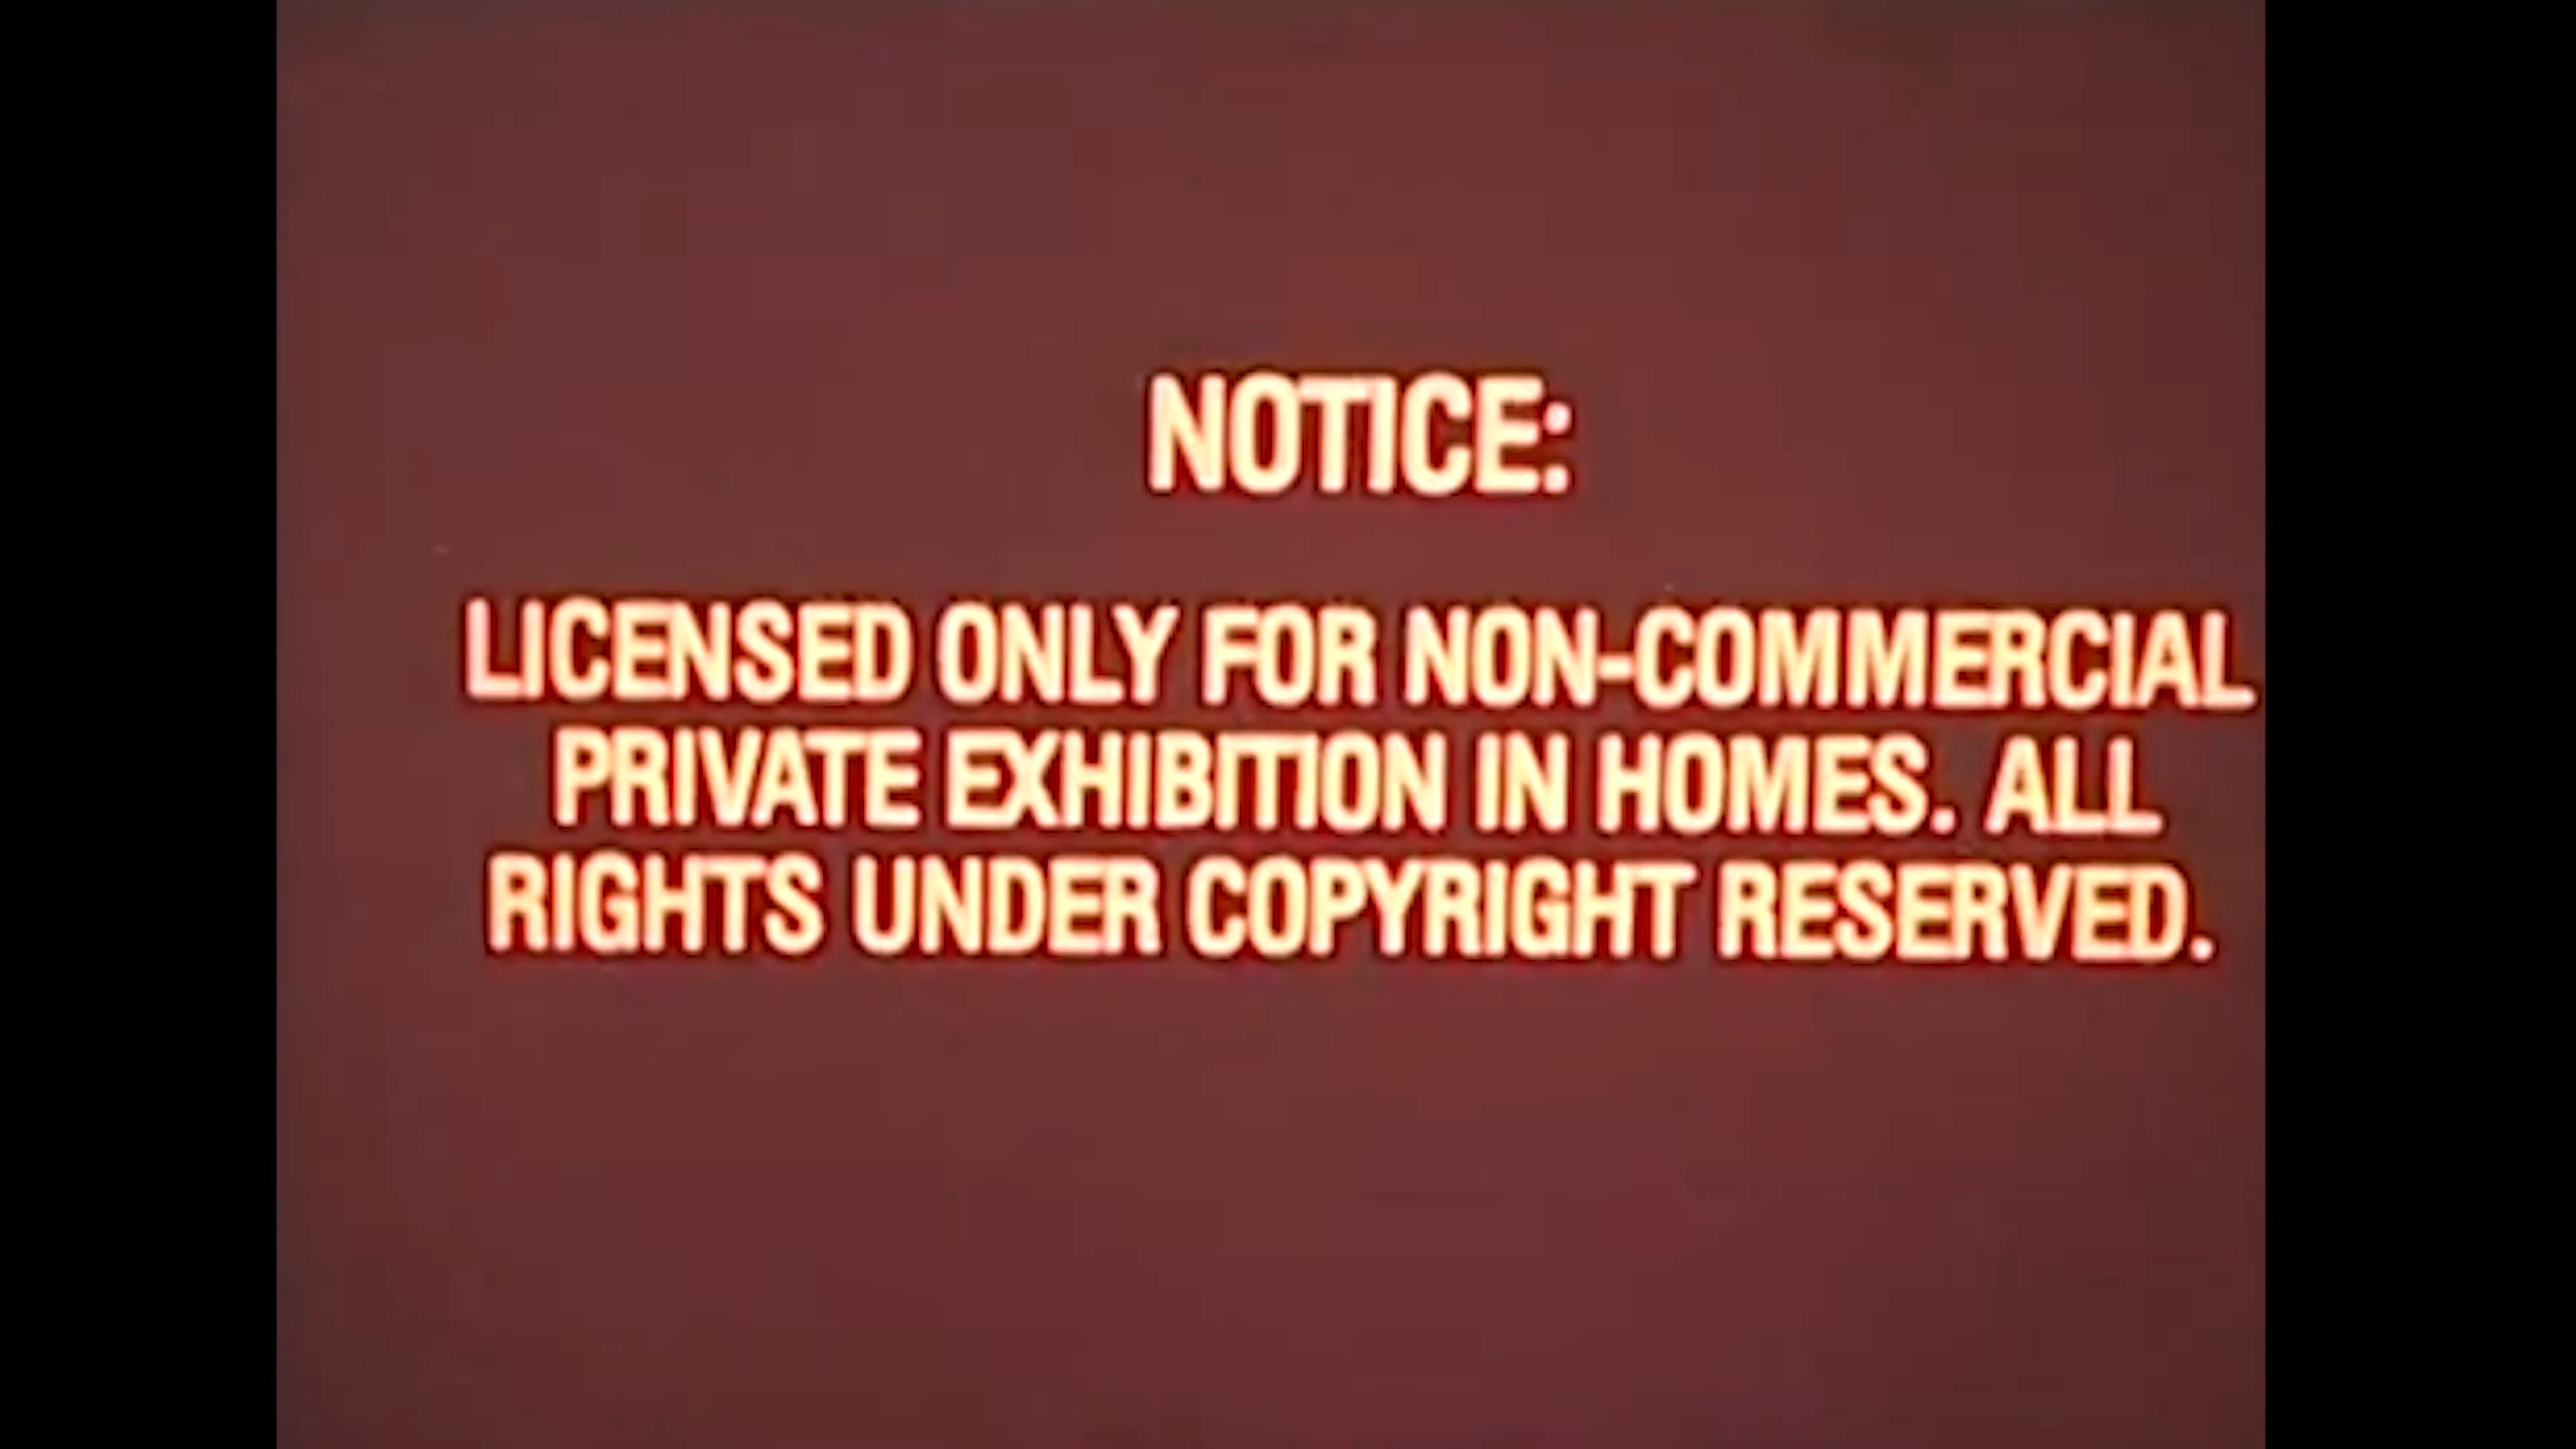 NOTICE:
LICENSED ONLY FOR NON-COMMERCIAL
PRIVATE EXHIBITION IN HOMES. ALL
RIGHTS UNDER COPYRIGHT RESERVED.